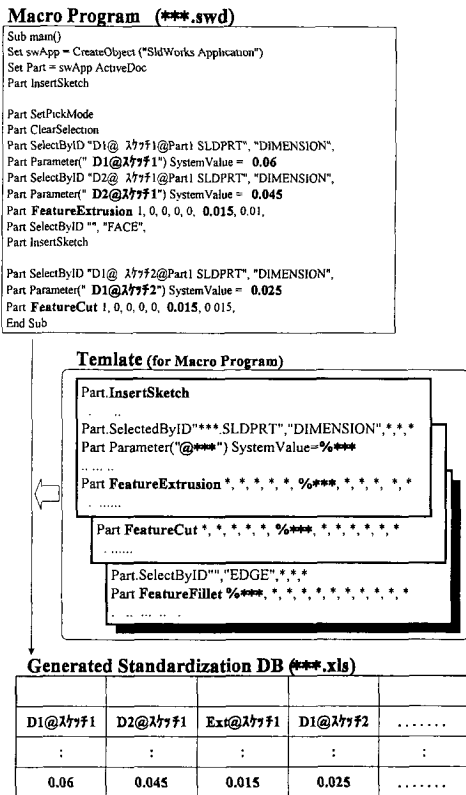 Macro Program (***.swd)
Sub main()
Set swApp = CreateObject ("SldWorks Application")
Set Part = swApp ActiveDoc
Part InsertSketch
Part SetPickMode
Part ClearSelection
Part SelectByID "D1@ スケッチ1@Part1 SLDPRT", "DIMENSION",
Part Parameter(" D1@スケッチ1") SystemValue = 0.06
Part SelectByID "D2@ スケッチ1@Part1 SLDPRT", "DIMENSION",
Part Parameter(" D2@スケッチ1") SystemValue = 0.045
Part FeatureExtrusion 1, 0, 0, 0, 0, 0.015, 0.01,
Part SelectByID "", "FACE",
Part InsertSketch
Part SelectByID "D1@ スケッチ2@Part1 SLDPRT", "DIMENSION",
Part Parameter(" D1@スケッチ2") SystemValue = 0.025
Part FeatureCut 1, 0, 0, 0, 0, 0.015, 0 015,
End Sub
Temlate (for Macro Program)
Part.InsertSketch
. ..
Part.SelectedByID"***.SLDPRT","DIMENSION",*,*,*
Part Parameter("@***") SystemValue=%***
.. ... ..
Part FeatureExtrusion *, *, *, *, *, %***, *, *, *, *, *
. ......
Part FeatureCut *, *, *, *, *, %***, *, *, *, *, *, *
. ......
Part.SelectByID"","EDGE",*,*,*
Part FeatureFillet %***, *, *, *, *, *, *, *, *, *, *
. .. ... .. .
Generated Standardization DB (***.xls)
D1@スケッチ1 D2@スケッチ1 Ext@スケッチ1 D1@スケッチ2 .......
: : : : :
0.06 0.045 0.015 0.025 .......